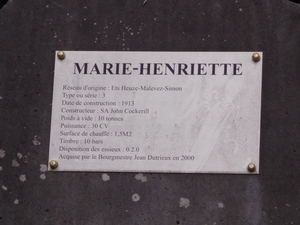 MARIE-HENRIETTE
Réseau d'origine : Ets Heuze-Malevez-Simon
Type ou série : 3
Date de construction : 1913
Constructeur : SA John Cockerill
Poids à vide : 10 tonnes
Puissance : 30 CV
Surface de chauffe : 1,5M2
Timbre : 10 bars
Disposition des essieux : 0.2.0
Acquise par le Bourgmestre Jean Dutrieux en 2000